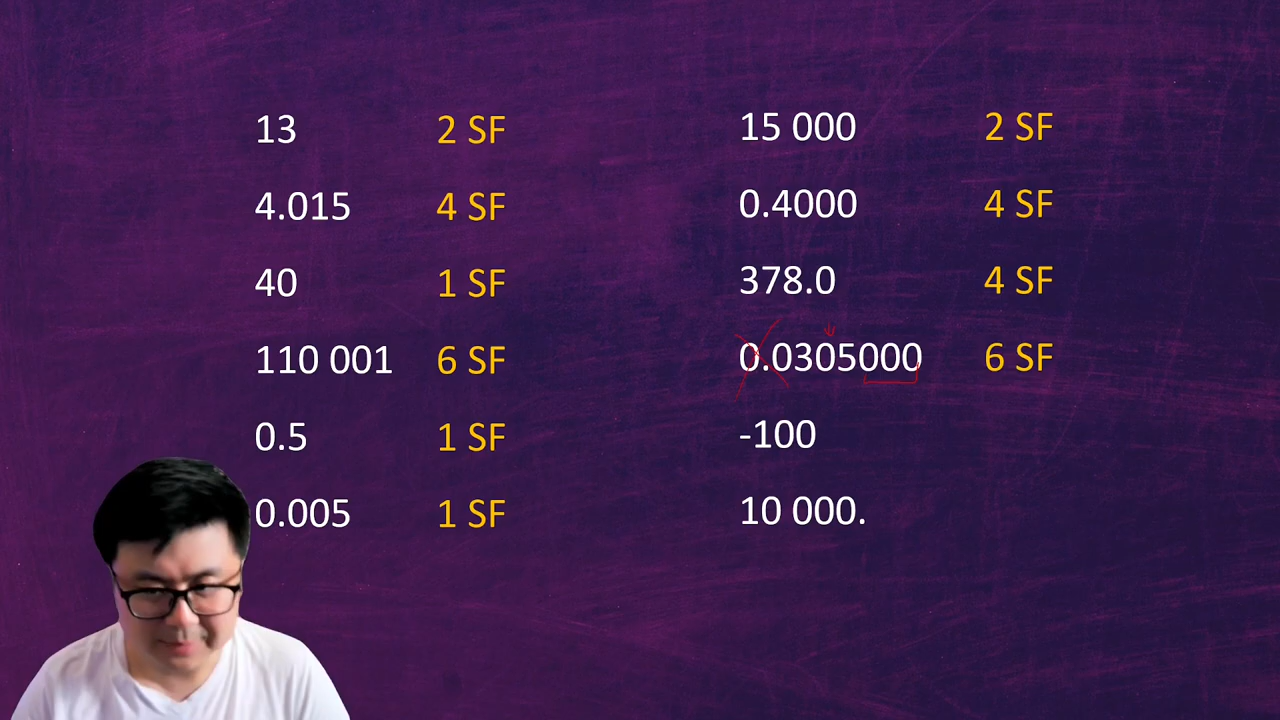 13 2 SF
4.015 4 SF
40 1 SF
110 001 6 SF
0.5 1 SF
0.005 1 SF
15 000 2 SF
0.4000 4 SF
378.0 4 SF
0.0305000 6 SF
-100
10 000.